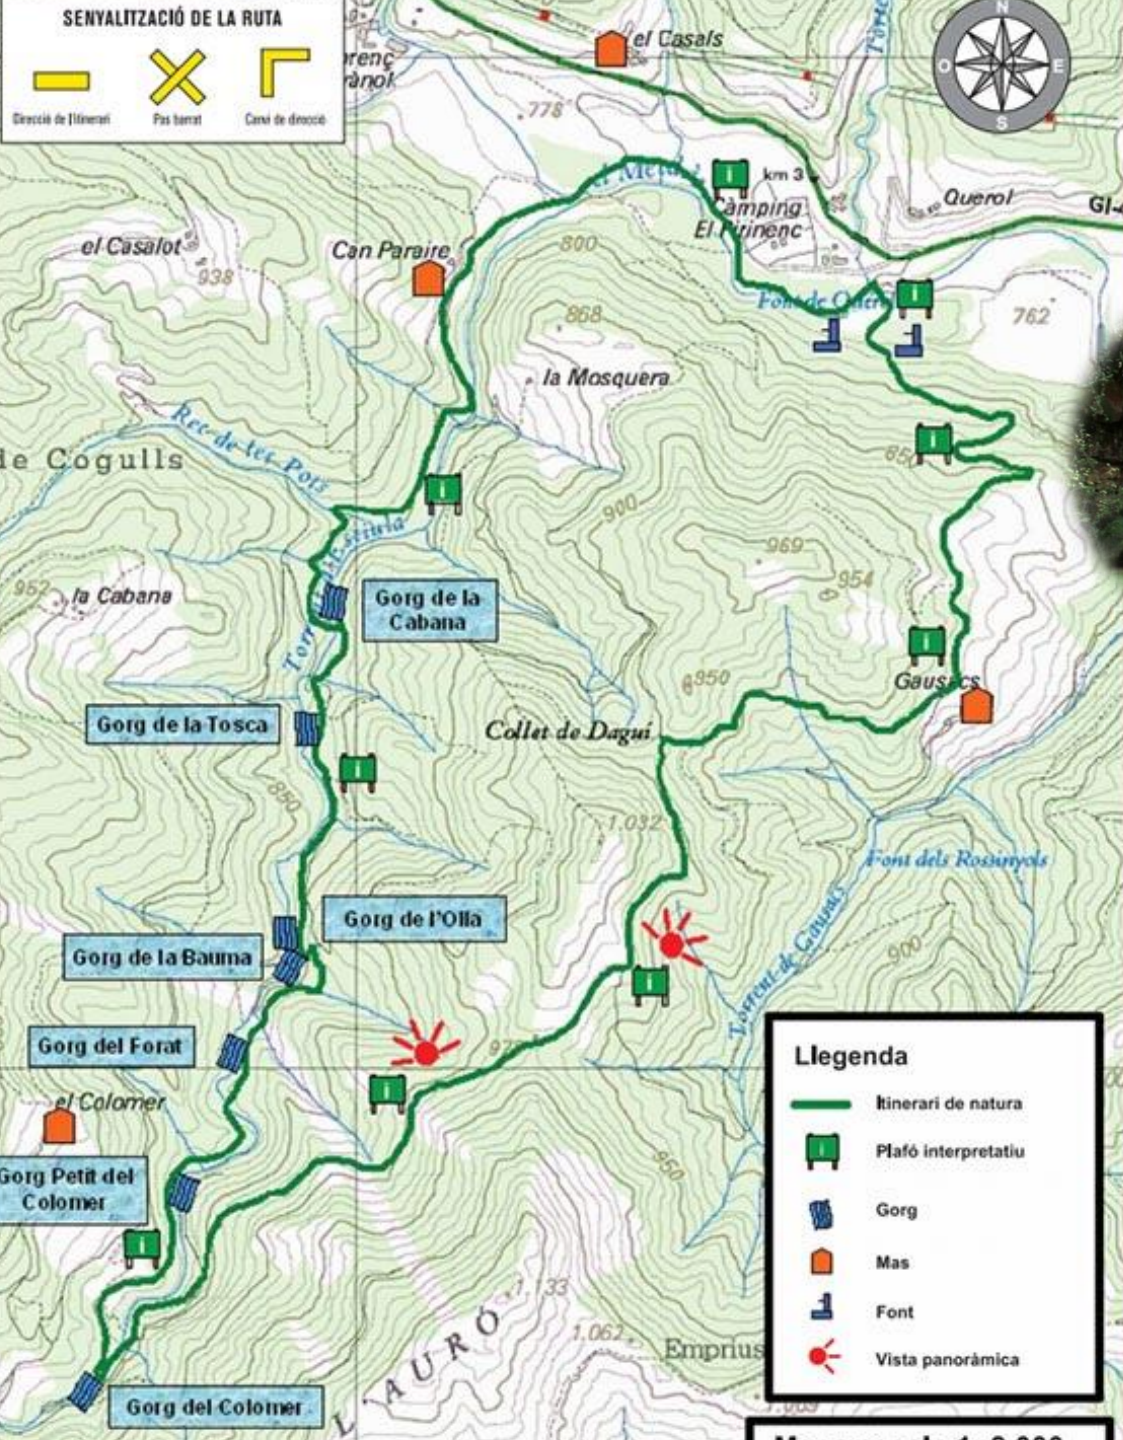 SENYALITZACIÓ DE LA RUTA
Direcció de l'Itinerari
Pas barrat
Canvi de direcció
el Casals
778
N
O
E
S
km 3
Càmping
El Pirinenc
Querol
GI-
el Casalot
938
Can Paraire
800
868
762
la Mosquera
Rec de les Pots
de Cogulls
850
900
969
954
952
la Cabana
Gorg de la
Cabana
Gausacs
850
Gorg de la Tosca
Collet de Daguí
850
1.032
Font dels Rossinyols
Gorg de l'Olla
Gorg de la Bauma
900
Torrent de Gausacs
Gorg del Forat
el Colomer
Gorg Petit del
Colomer
950
1.133
1.062
Emprius
L'AURÓ
Gorg del Colomer
Llegenda
Itinerari de natura
Plafó interpretatiu
Gorg
Mas
Font
Vista panoràmica